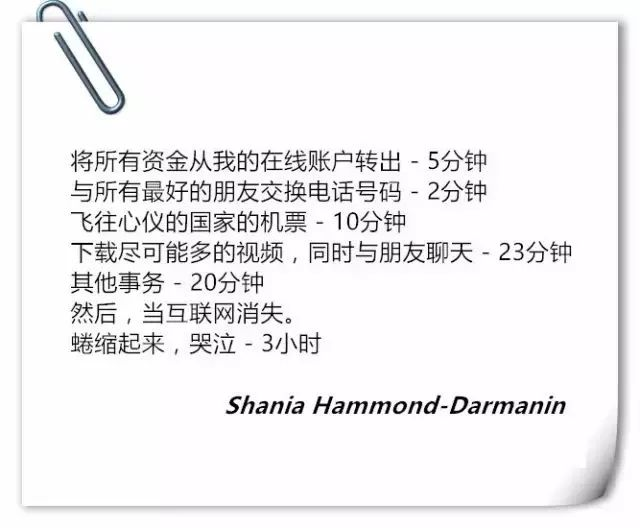 将所有资金从我的在线账户转出 - 5分钟
与所有最好的朋友交换电话号码 - 2分钟
飞往心仪的国家的机票 - 10分钟
下载尽可能多的视频，同时与朋友聊天 - 23分钟
其他事务 - 20分钟
然后，当互联网消失。
蜷缩起来，哭泣 - 3小时
Shania Hammond-Darmanin